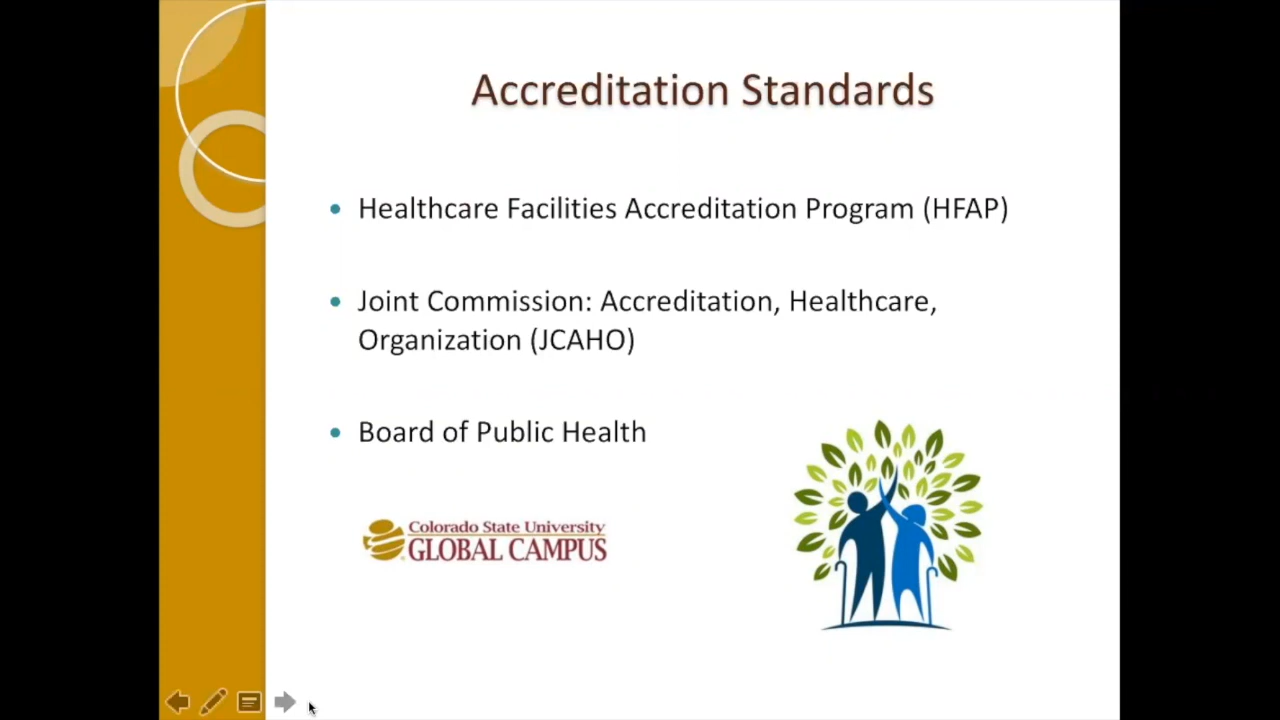 Accreditation Standards
• Healthcare Facilities Accreditation Program (HFAP)
• Joint Commission: Accreditation, Healthcare,
Organization (JCAHO)
• Board of Public Health
Colorado State University
GLOBAL CAMPUS